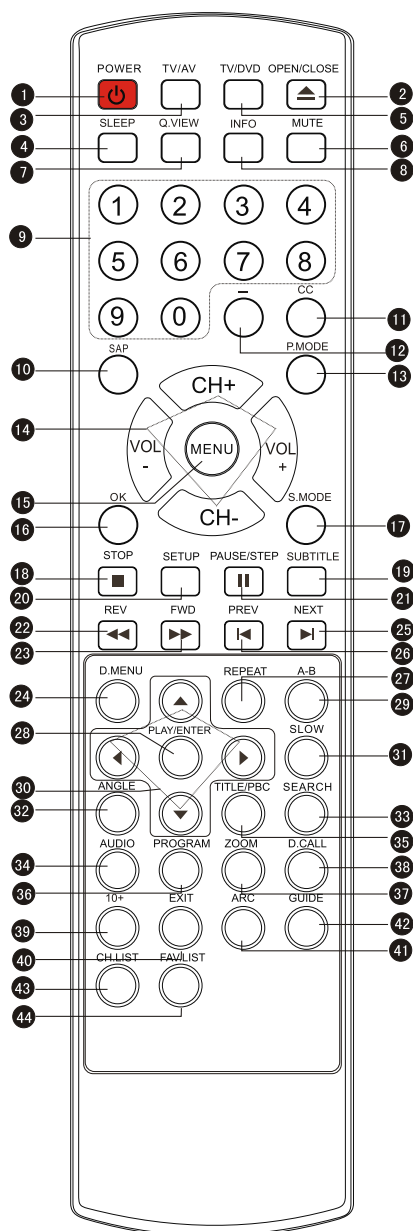 POWER TV/AV TV/DVD OPEN/CLOSE
1 2
3 5
SLEEP Q.VIEW INFO MUTE
4 6
7 8
1 2 3 4
9
5 6 7 8
– CC
9 0
11
12
SAP P.MODE
10 13
CH+
14
VOL - MENU VOL +
15
OK CH- S.MODE
16 17
STOP SETUP PAUSE/STEP SUBTITLE
18 19
20 21
REV FWD PREV NEXT
22 25
23 26
D.MENU REPEAT A-B
24 27
29
28 PLAY/ENTER SLOW
30 31
ANGLE TITLE/PBC SEARCH
32 33
35
AUDIO PROGRAM ZOOM D.CALL
34 38
36 37
10+ EXIT ARC GUIDE
39 42
40 41
CH.LIST FAV.LIST
43
44